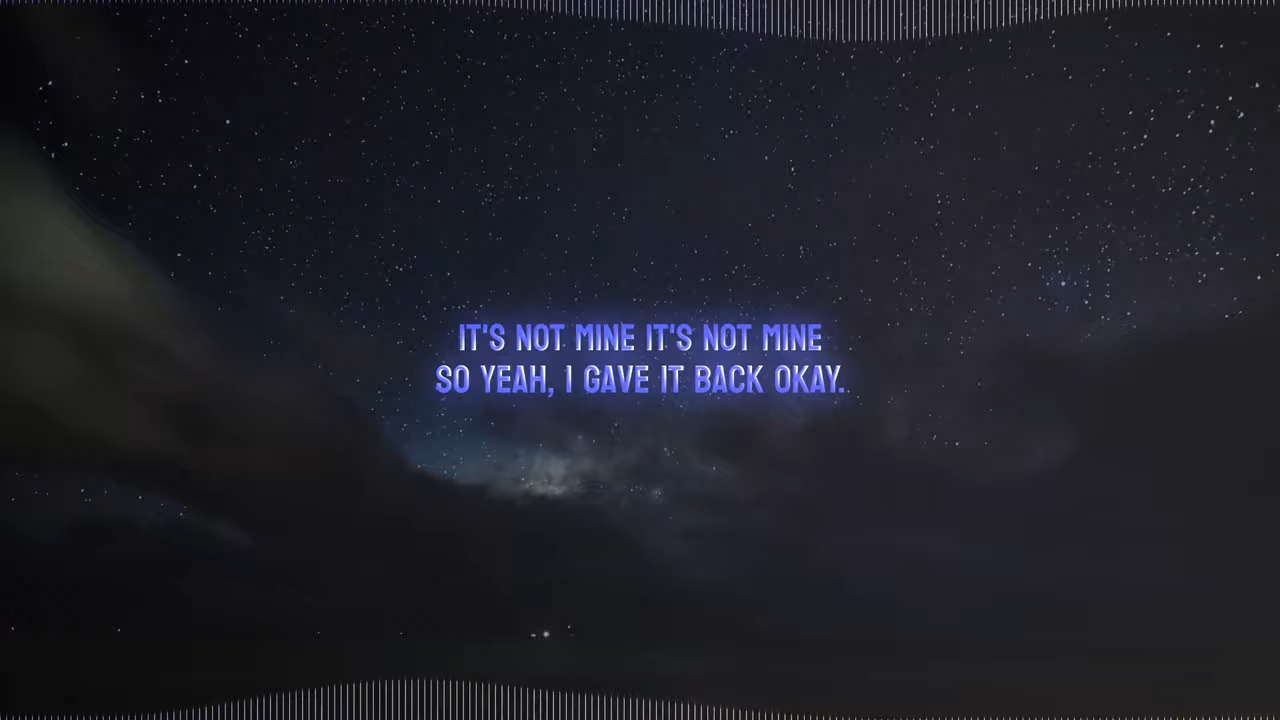 IT'S NOT MINE IT'S NOT MINE
SO YEAH, I GAVE IT BACK OKAY.